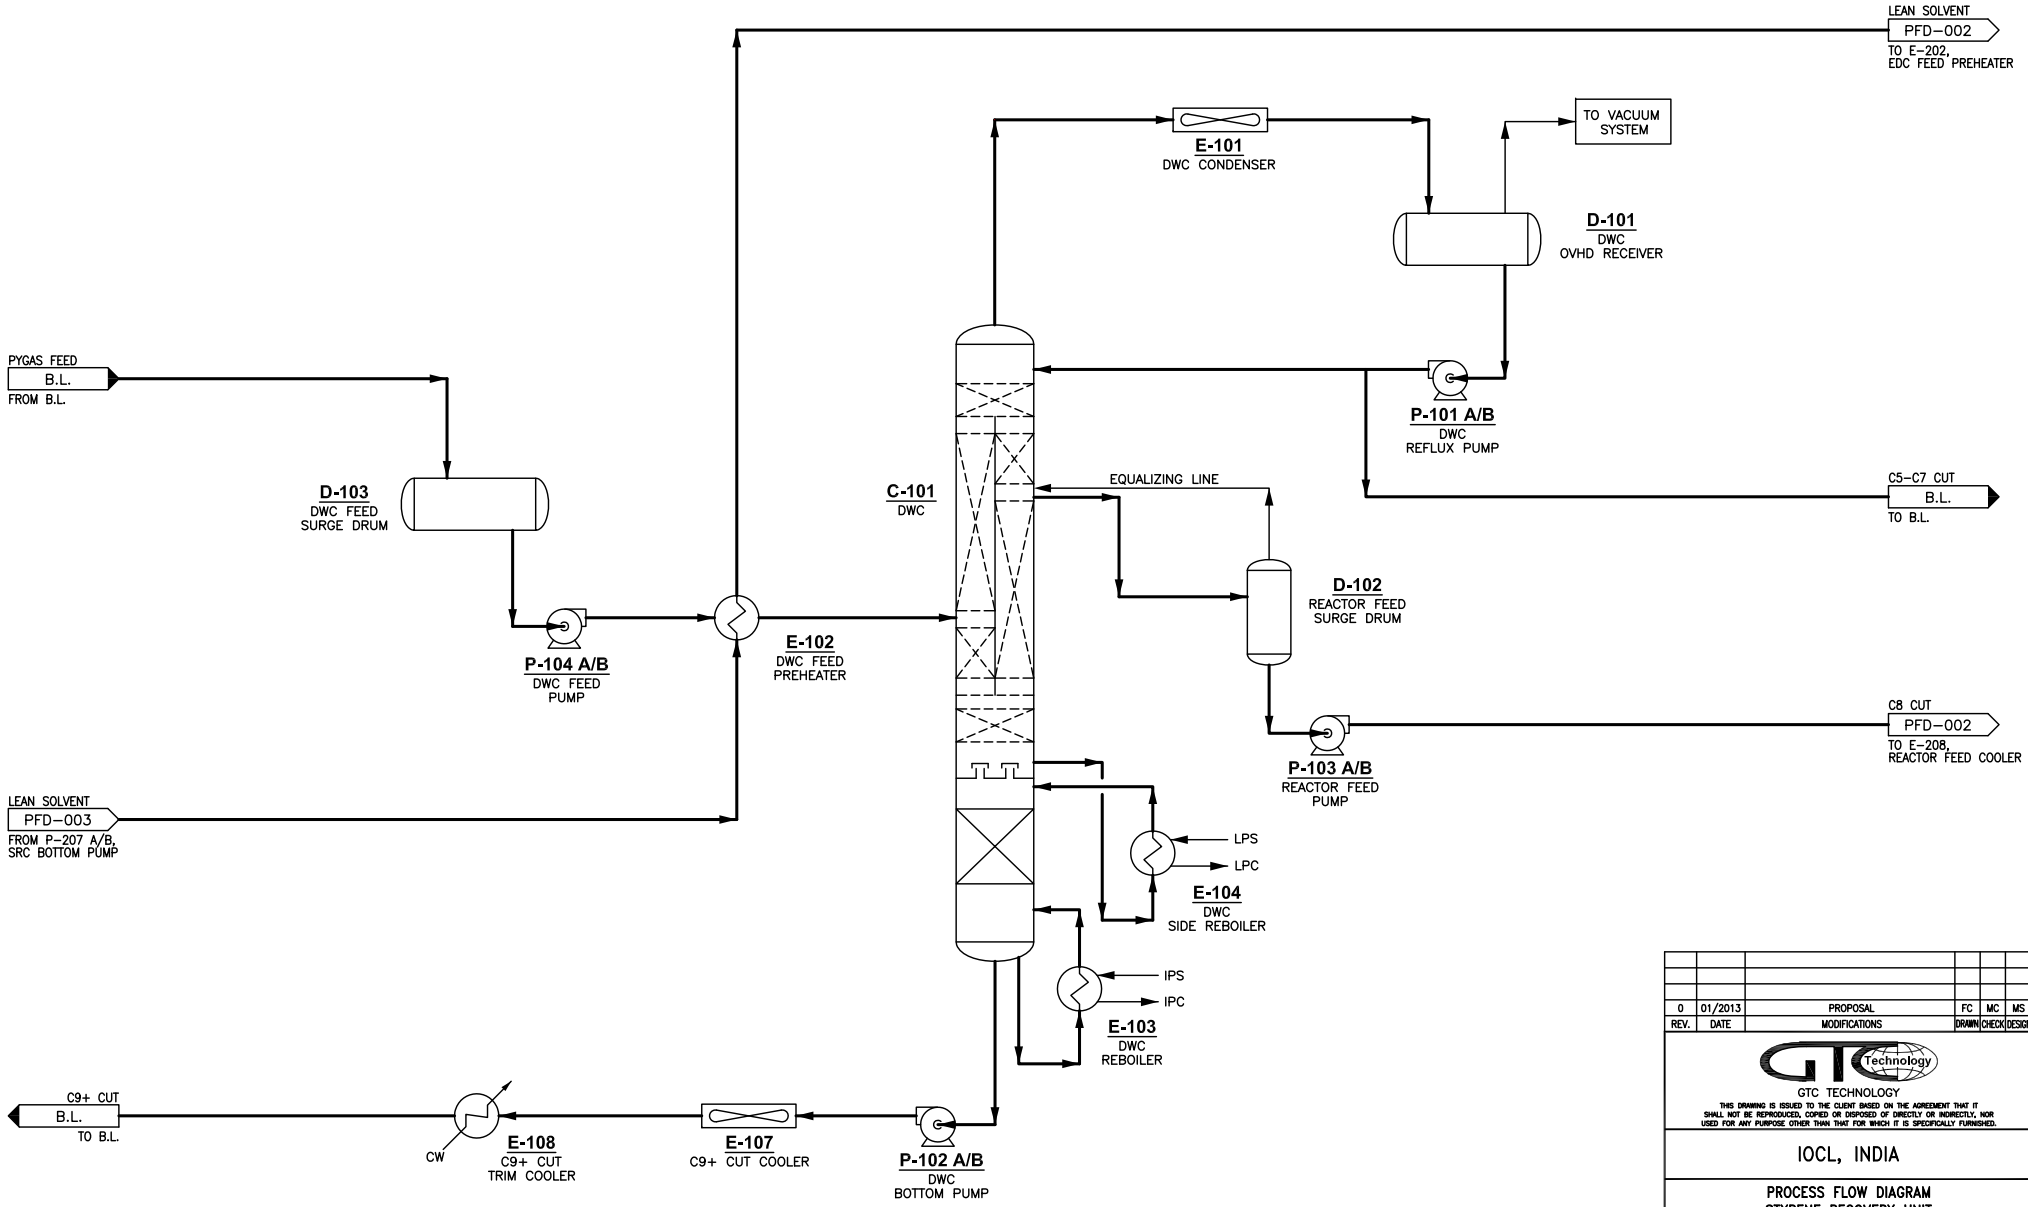 LEAN SOLVENT
PFD-002
TO E-202,
EDC FEED PREHEATER
TO VACUUM
SYSTEM
E-101
DWC CONDENSER
D-101
DWC
OVHD RECEIVER
PYGAS FEED
B.L.
FROM B.L.
P-101 A/B
DWC
REFLUX PUMP
EQUALIZING LINE
C5-C7 CUT
B.L.
TO B.L.
D-103
DWC FEED
SURGE DRUM
C-101
DWC
D-102
REACTOR FEED
SURGE DRUM
E-102
DWC FEED
PREHEATER
P-104 A/B
DWC FEED
PUMP
C8 CUT
PFD-002
TO E-208,
REACTOR FEED COOLER
P-103 A/B
REACTOR FEED
PUMP
LEAN SOLVENT
PFD-003
FROM P-207 A/B,
SRC BOTTOM PUMP
LPS
LPC
E-104
DWC
SIDE REBOILER
IPS
IPC
E-103
DWC
REBOILER
C9+ CUT
B.L.
TO B.L.
CW
E-108
C9+ CUT
TRIM COOLER
E-107
C9+ CUT COOLER
P-102 A/B
DWC
BOTTOM PUMP
0 01/2013 PROPOSAL FC MC MS
REV. DATE MODIFICATIONS DRAWN CHECK DESIGN
GTC Technology
GTC TECHNOLOGY
THIS DRAWING IS ISSUED TO THE CLIENT BASED ON THE AGREEMENT THAT IT
SHALL NOT BE REPRODUCED, COPIED OR DISPOSED OF DIRECTLY OR INDIRECTLY, NOR
USED FOR ANY PURPOSE OTHER THAN THAT FOR WHICH IT IS SPECIFICALLY FURNISHED.
IOCL, INDIA
PROCESS FLOW DIAGRAM
STYRENE RECOVERY UNIT